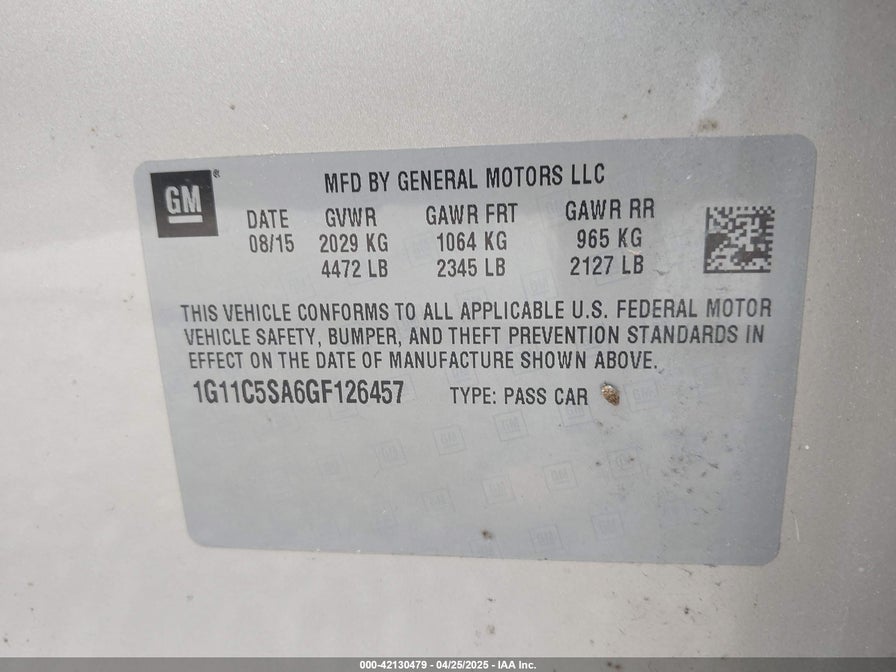 GM ®
MFD BY GENERAL MOTORS LLC
DATE GVWR GAWR FRT GAWR RR
08/15 2029 KG 1064 KG 965 KG
4472 LB 2345 LB 2127 LB
THIS VEHICLE CONFORMS TO ALL APPLICABLE U.S. FEDERAL MOTOR
VEHICLE SAFETY, BUMPER, AND THEFT PREVENTION STANDARDS IN
EFFECT ON THE DATE OF MANUFACTURE SHOWN ABOVE.
1G11C5SA6GF126457 TYPE: PASS CAR
000-42130479 - 04/25/2025 - IAA Inc.